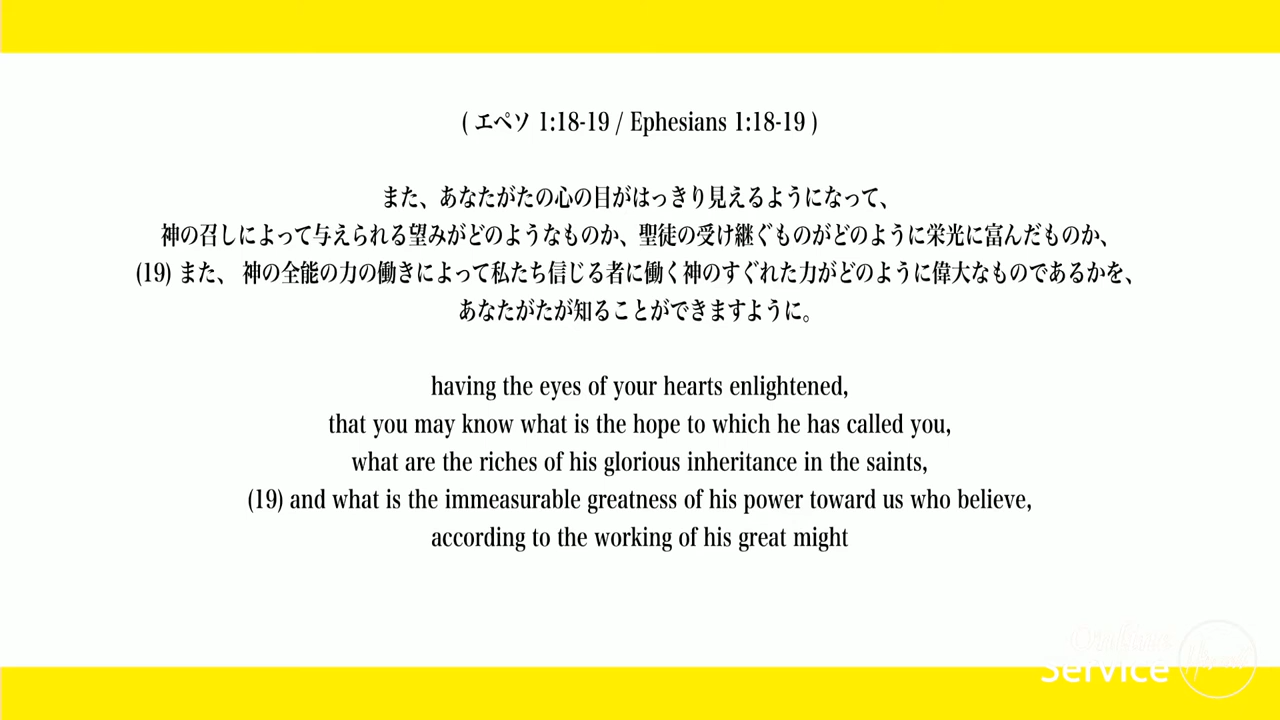 ( エペソ 1:18-19 / Ephesians 1:18-19 )
また、あなたがたの心の目がはっきり見えるようになって、
神の召しによって与えられる望みがどのようなものか、聖徒の受け継ぐものがどのように栄光に富んだものか、
(19) また、 神の全能の力の働きによって私たち信じる者に働く神のすぐれた力がどのように偉大なものであるかを、
あなたがたが知ることができますように。
having the eyes of your hearts enlightened,
that you may know what is the hope to which he has called you,
what are the riches of his glorious inheritance in the saints,
(19) and what is the immeasurable greatness of his power toward us who believe,
according to the working of his great might
Service